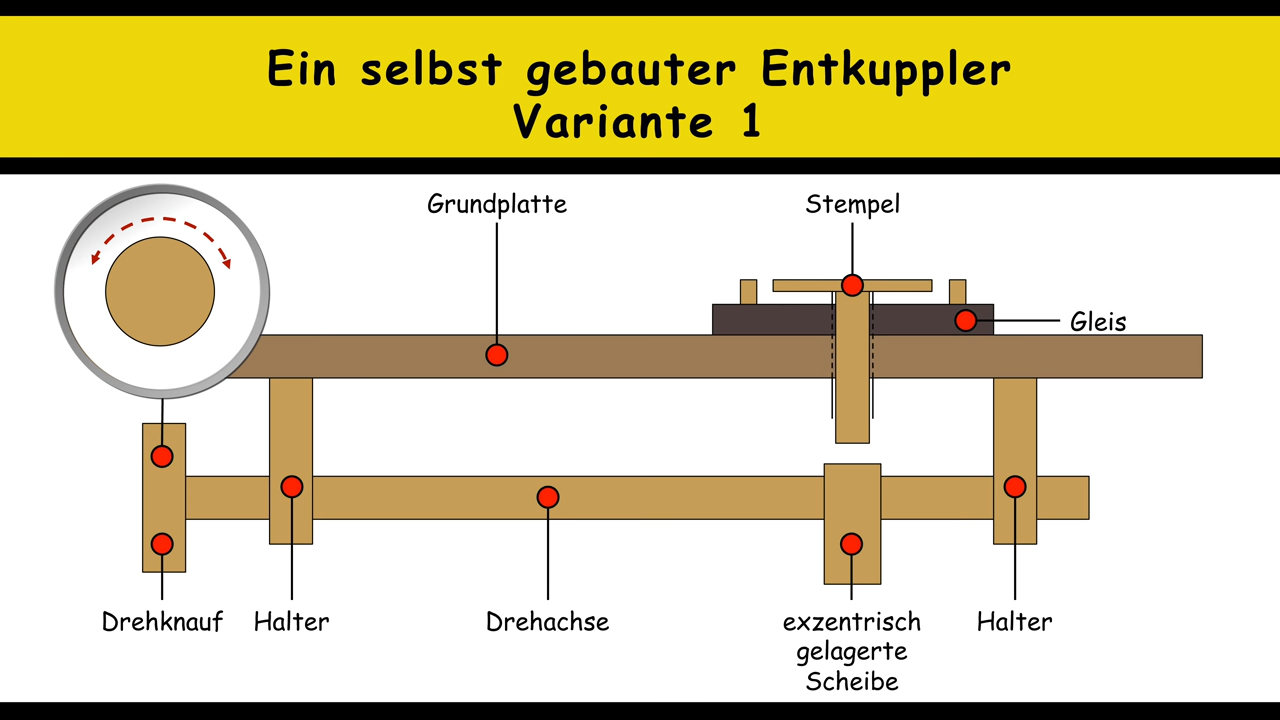 Ein selbst gebauter Entkuppler
Variante 1
Grundplatte
Stempel
Gleis
Drehknauf
Halter
Drehachse
exzentrisch
gelagerte
Scheibe
Halter